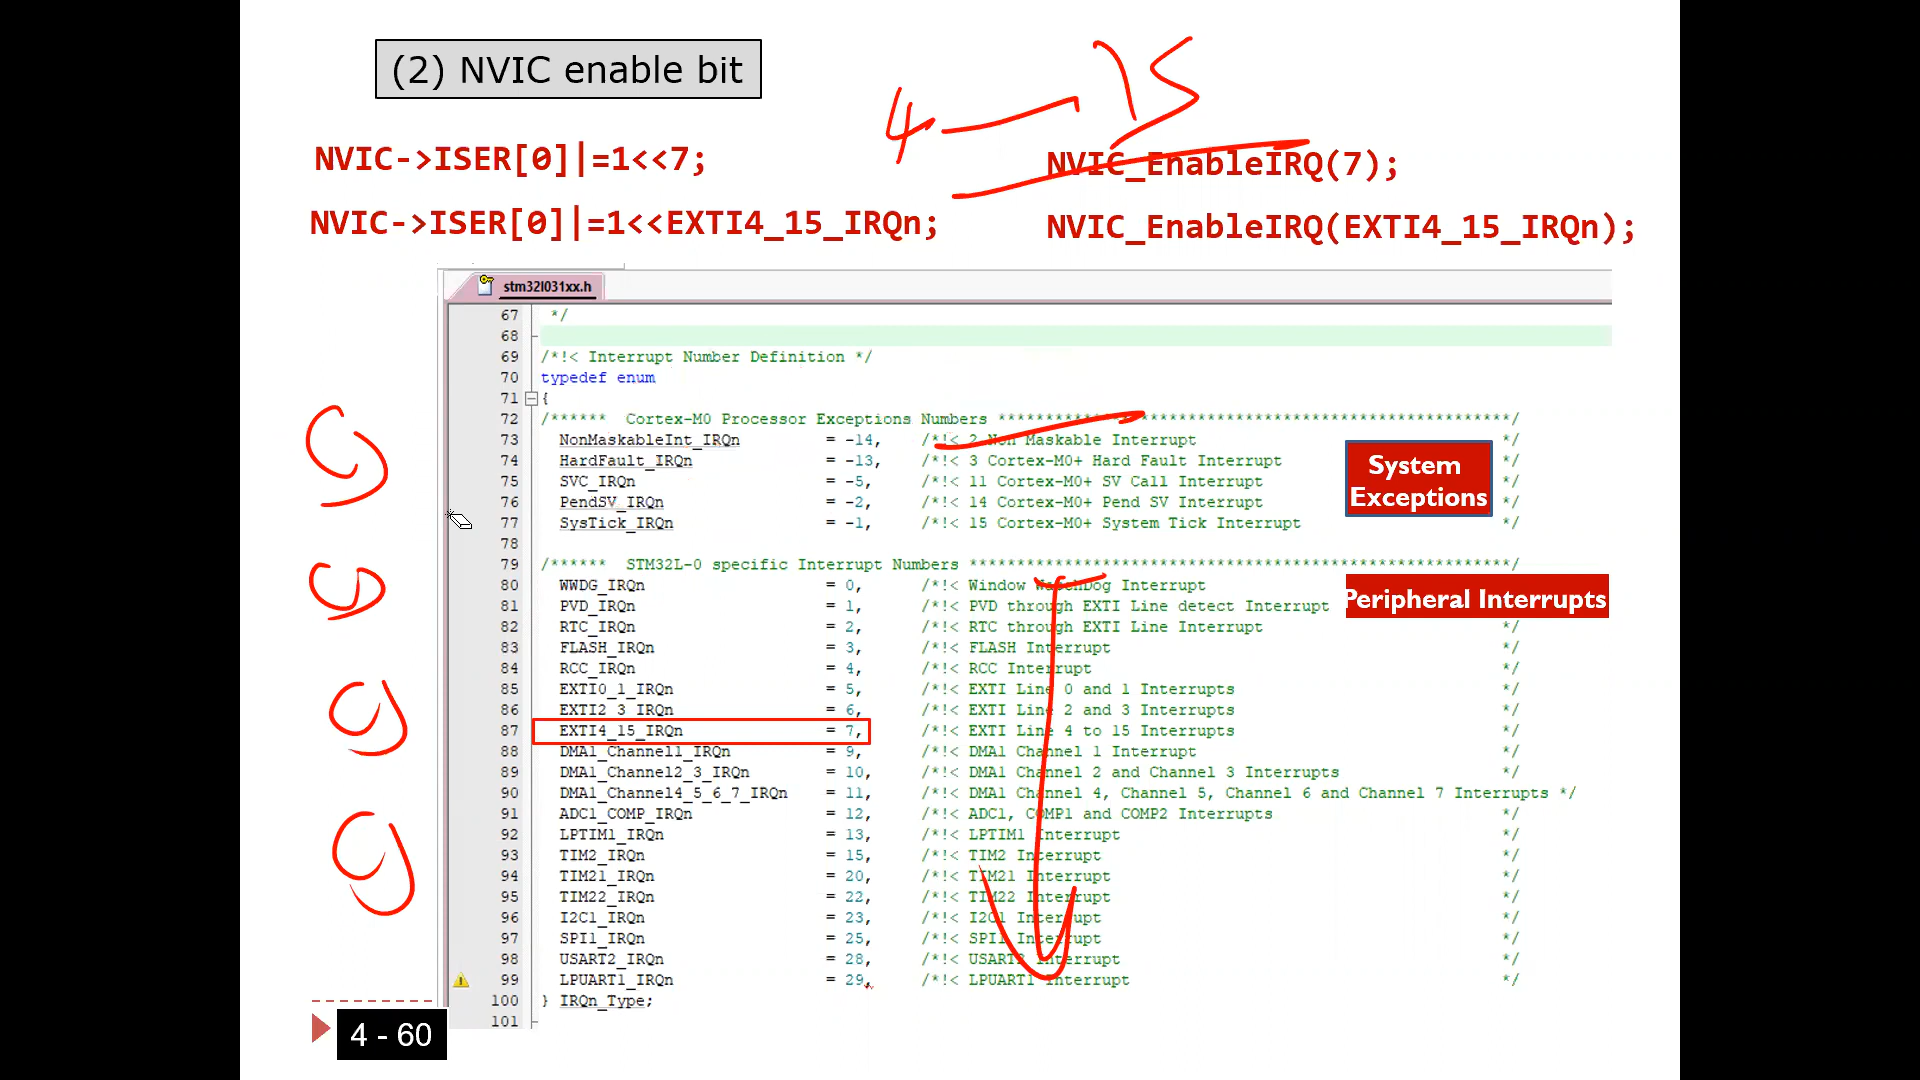 (2) NVIC enable bit
4 15
NVIC->ISER[0]|=1<<7;
NVIC_EnableIRQ(7);
NVIC->ISER[0]|=1<<EXTI4_15_IRQn;
NVIC_EnableIRQ(EXTI4_15_IRQn);
stm32l031xx.h
67 */
68
69 /*!< Interrupt Number Definition */
70 typedef enum
71 {
72 /****** Cortex-M0 Processor Exceptions Numbers ******************************************************/
73 NonMaskableInt_IRQn = -14, /*!< 2 Non Maskable Interrupt */
74 HardFault_IRQn = -13, /*!< 3 Cortex-M0+ Hard Fault Interrupt */
75 SVC_IRQn = -5, /*!< 11 Cortex-M0+ SV Call Interrupt */
76 PendSV_IRQn = -2, /*!< 14 Cortex-M0+ Pend SV Interrupt */
77 SysTick_IRQn = -1, /*!< 15 Cortex-M0+ System Tick Interrupt */
System
Exceptions
78
79 /****** STM32L-0 specific Interrupt Numbers *********************************************************/
80 WWDG_IRQn = 0, /*!< Window WatchDog Interrupt
81 PVD_IRQn = 1, /*!< PVD through EXTI Line detect Interrupt
Peripheral Interrupts
82 RTC_IRQn = 2, /*!< RTC through EXTI Line Interrupt */
83 FLASH_IRQn = 3, /*!< FLASH Interrupt */
84 RCC_IRQn = 4, /*!< RCC Interrupt */
85 EXTI0_1_IRQn = 5, /*!< EXTI Line 0 and 1 Interrupts */
86 EXTI2_3_IRQn = 6, /*!< EXTI Line 2 and 3 Interrupts */
87 EXTI4_15_IRQn = 7, /*!< EXTI Line 4 to 15 Interrupts */
88 DMA1_Channel1_IRQn = 9, /*!< DMA1 Channel 1 Interrupt */
89 DMA1_Channel2_3_IRQn = 10, /*!< DMA1 Channel 2 and Channel 3 Interrupts */
90 DMA1_Channel4_5_6_7_IRQn = 11, /*!< DMA1 Channel 4, Channel 5, Channel 6 and Channel 7 Interrupts */
91 ADC1_COMP_IRQn = 12, /*!< ADC1, COMP1 and COMP2 Interrupts */
92 LPTIM1_IRQn = 13, /*!< LPTIM1 Interrupt */
93 TIM2_IRQn = 15, /*!< TIM2 Interrupt */
94 TIM21_IRQn = 20, /*!< TIM21 Interrupt */
95 TIM22_IRQn = 22, /*!< TIM22 Interrupt */
96 I2C1_IRQn = 23, /*!< I2C1 Interrupt */
97 SPI1_IRQn = 25, /*!< SPI1 Interrupt */
98 USART2_IRQn = 28, /*!< USART2 Interrupt */
99 LPUART1_IRQn = 29, /*!< LPUART1 Interrupt */
100 } IRQn_Type;
101
4 - 60